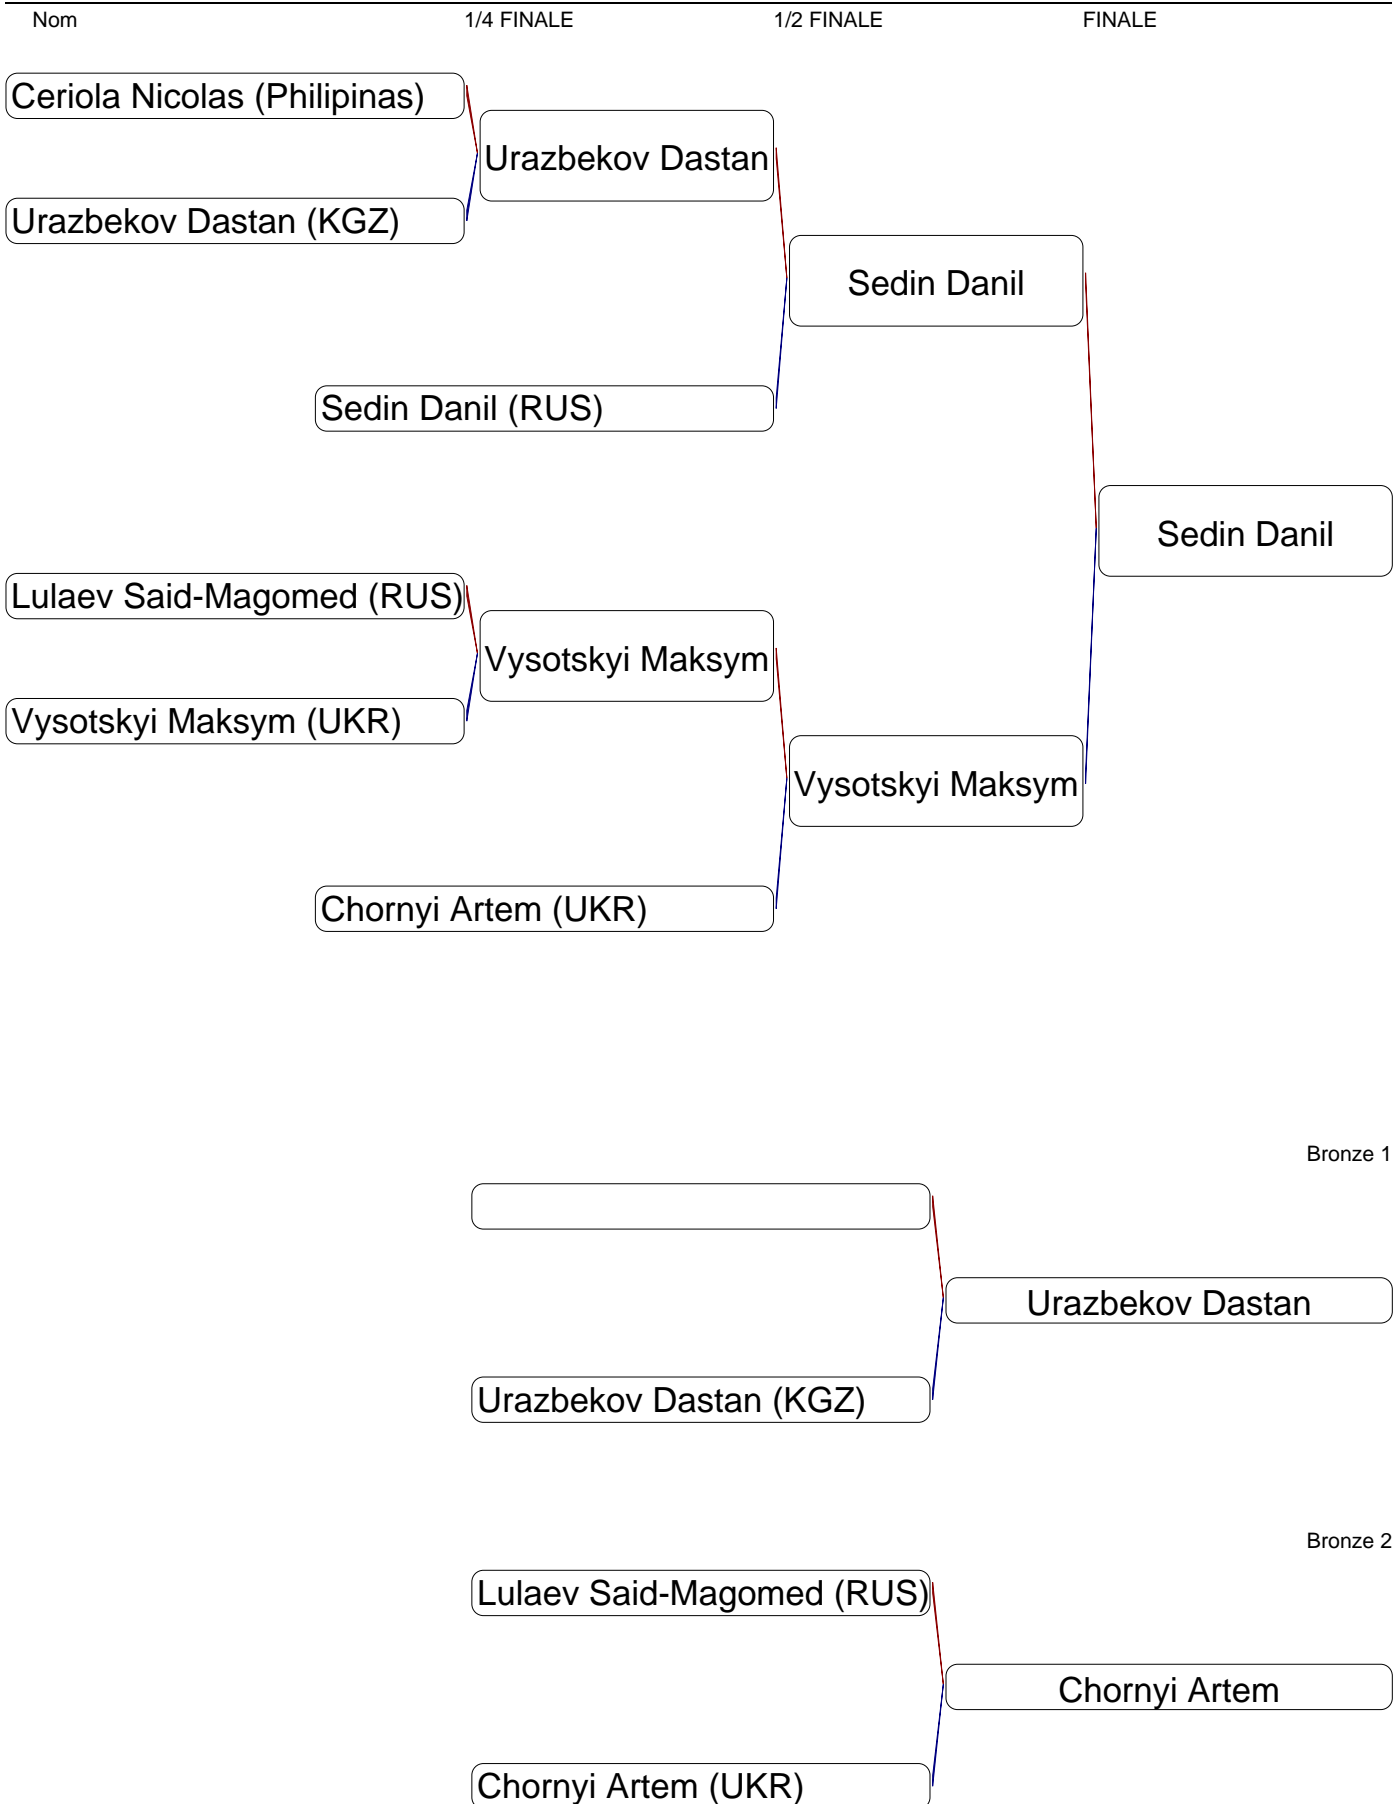 Nom 1/4 FINALE 1/2 FINALE FINALE
Ceriola Nicolas (Philipinas)
Urazbekov Dastan
Urazbekov Dastan (KGZ)
Sedin Danil
Sedin Danil (RUS)
Sedin Danil
Lulaev Said-Magomed (RUS)
Vysotskyi Maksym
Vysotskyi Maksym (UKR)
Vysotskyi Maksym
Chornyi Artem (UKR)
Bronze 1
Urazbekov Dastan
Urazbekov Dastan (KGZ)
Bronze 2
Lulaev Said-Magomed (RUS)
Chornyi Artem
Chornyi Artem (UKR)